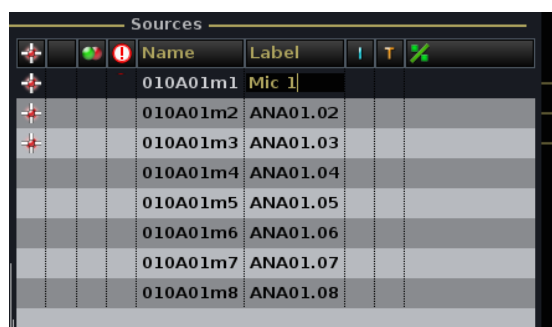 Sources
! Name Label I T
010A01m1 Mic 1
010A01m2 ANA01.02
010A01m3 ANA01.03
010A01m4 ANA01.04
010A01m5 ANA01.05
010A01m6 ANA01.06
010A01m7 ANA01.07
010A01m8 ANA01.08